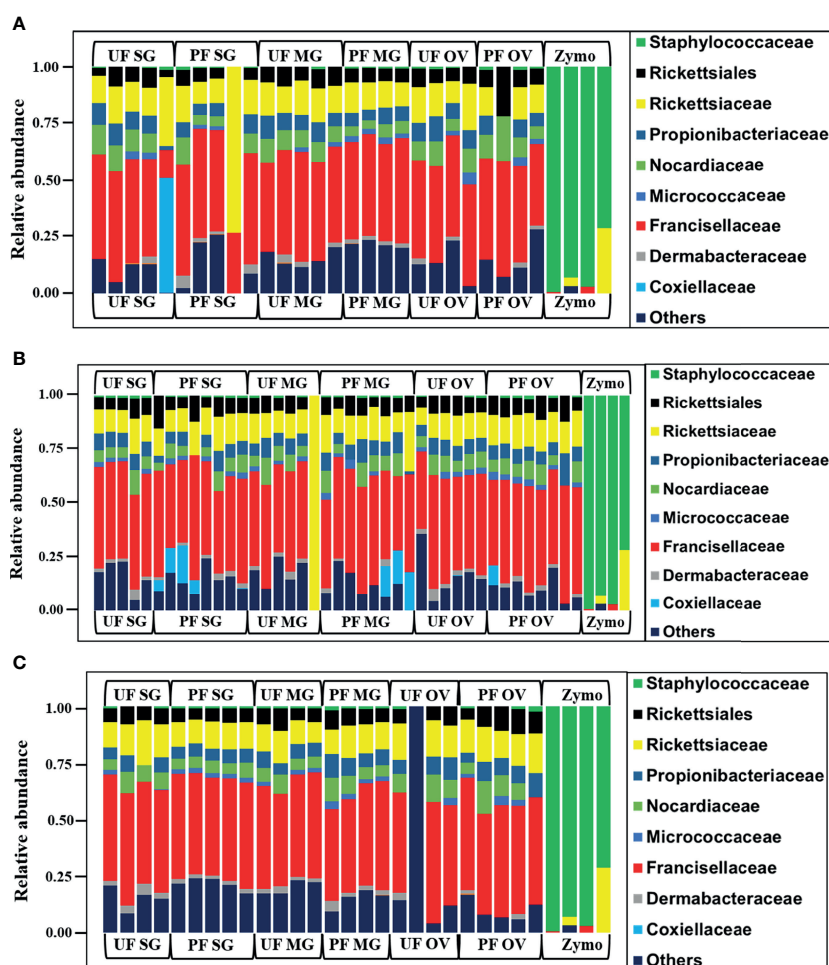 A
UF SG PF SG UF MG PF MG UF OV PF OV Zymo
Relative abundance
1.00
0.75
0.50
0.25
0.00
UF SG PF SG UF MG PF MG UF OV PF OV Zymo
Staphylococcaceae
Rickettsiales
Rickettsiaceae
Propionibacteriaceae
Nocardiaceae
Micrococcaceae
Francisellaceae
Dermabacteraceae
Coxiellaceae
Others
B
UF SG PF SG UF MG PF MG UF OV PF OV Zymo
Relative abundance
1.00
0.75
0.50
0.25
0.00
UF SG PF SG UF MG PF MG UF OV PF OV Zymo
Staphylococcaceae
Rickettsiales
Rickettsiaceae
Propionibacteriaceae
Nocardiaceae
Micrococcaceae
Francisellaceae
Dermabacteraceae
Coxiellaceae
Others
C
UF SG PF SG UF MG PF MG UF OV PF OV Zymo
Relative abundance
1.00
0.75
0.50
0.25
0.00
UF SG PF SG UF MG PF MG UF OV PF OV Zymo
Staphylococcaceae
Rickettsiales
Rickettsiaceae
Propionibacteriaceae
Nocardiaceae
Micrococcaceae
Francisellaceae
Dermabacteraceae
Coxiellaceae
Others